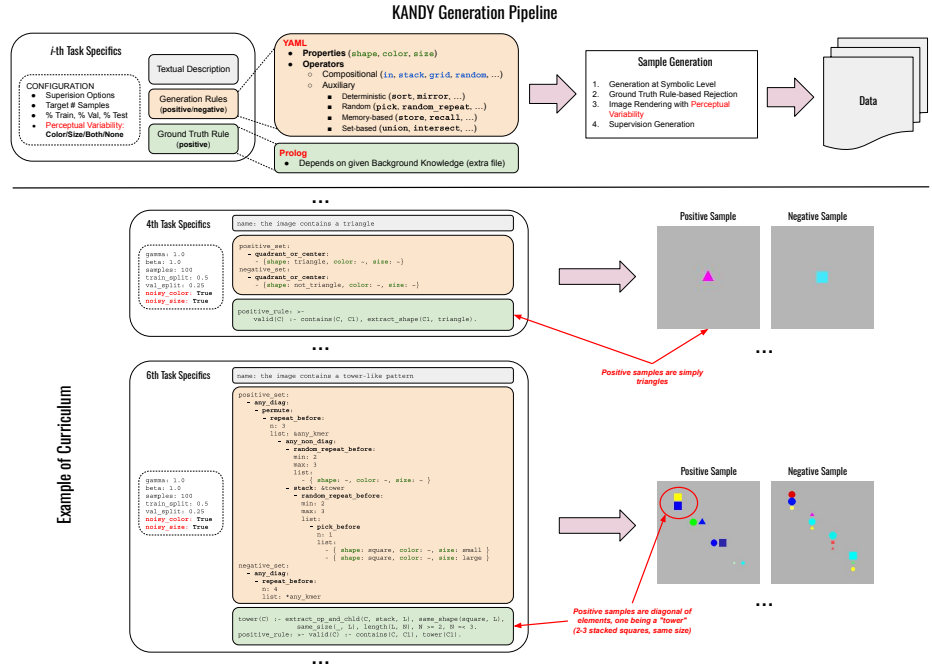 KANDY Generation Pipeline
i-th Task Specifics
CONFIGURATION
● Superision Options
● Target # Samples
● % Train, % Val, % Test
● Perceptual Variability:
Color/Size/Both/None
Textual Description
Generation Rules
(positive/negative)
Ground Truth Rule
(positive)
YAML
● Properties (shape, color, size)
● Operators
○ Compositional (in, stack, grid, random, …)
○ Auxiliary
■ Deterministic (sort, mirror, …)
■ Random (pick, random_repeat, …)
■ Memory-based (store, recall, …)
■ Set-based (union, intersect, …)
Prolog
● Depends on given Background Knowledge (extra file)
Sample Generation
1. Generation at Symbolic Level
2. Ground Truth Rule-based Rejection
3. Image Rendering with Perceptual
Variability
4. Supervision Generation
Data
Example of Curriculum
...
4th Task Specifics
gamma: 1.0
beta: 1.0
samples: 100
train_split: 0.5
val_split: 0.25
noisy_color: True
noisy_size: True
name: the image contains a triangle
positive_set:
- quadrant_or_center:
- {shape: triangle, color: ~, size: ~}
negative_set:
- quadrant_or_center:
- {shape: not_triangle, color: ~, size: ~}
positive_rule: >-
valid(C) :- contains(C, C1), extract_shape(C1, triangle).
Positive Sample
Negative Sample
...
Positive samples are simply
triangles
...
6th Task Specifics
gamma: 1.0
beta: 1.0
samples: 100
train_split: 0.5
val_split: 0.25
noisy_color: True
noisy_size: True
name: the image contains a tower-like pattern
positive_set:
- any_diag:
- permute:
- repeat_before:
n: 3
list: &any_kmer
- any_non_diag:
- random_repeat_before:
min: 2
max: 3
list:
- { shape: ~, color: ~, size: ~ }
- stack: &tower
- random_repeat_before:
min: 2
max: 3
list:
- pick_before
n: 1
list:
- { shape: square, color: ~, size: small }
- { shape: square, color: ~, size: large }
negative_set:
- any_diag:
- repeat_before:
n: 4
list: *any_kmer
tower(C) :- extract_op_and_chld(C, stack, L), same_shape(square, L),
same_size(_, L), length(L, N), N >= 2, N =< 3.
positive_rule: >- valid(C) :- contains(C, C1), tower(C1).
Positive Sample
Negative Sample
...
Positive samples are diagonal of
elements, one being a "tower"
(2-3 stacked squares, same size)
...